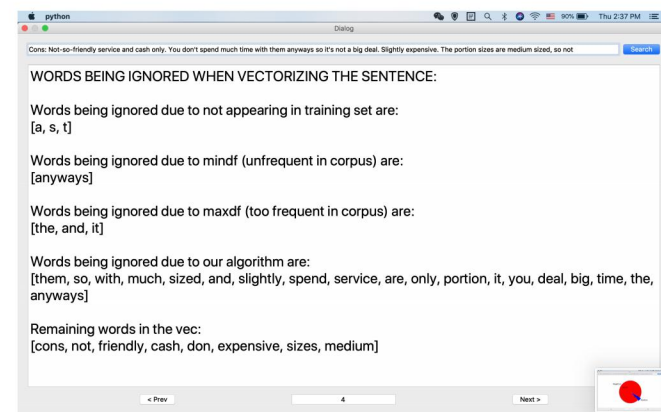 python
90%
Thu 2:37 PM
Dialog
Cons: Not-so-friendly service and cash only. You don't spend much time with them anyways so it's not a big deal. Slightly expensive. The portion sizes are medium sized, so not
Search
WORDS BEING IGNORED WHEN VECTORIZING THE SENTENCE:
Words being ignored due to not appearing in training set are:
[a, s, t]
Words being ignored due to mindf (unfrequent in corpus) are:
[anyways]
Words being ignored due to maxdf (too frequent in corpus) are:
[the, and, it]
Words being ignored due to our algorithm are:
[them, so, with, much, sized, and, slightly, spend, service, are, only, portion, it, you, deal, big, time, the,
anyways]
Remaining words in the vec:
[cons, not, friendly, cash, don, expensive, sizes, medium]
< Prev
4
Next >